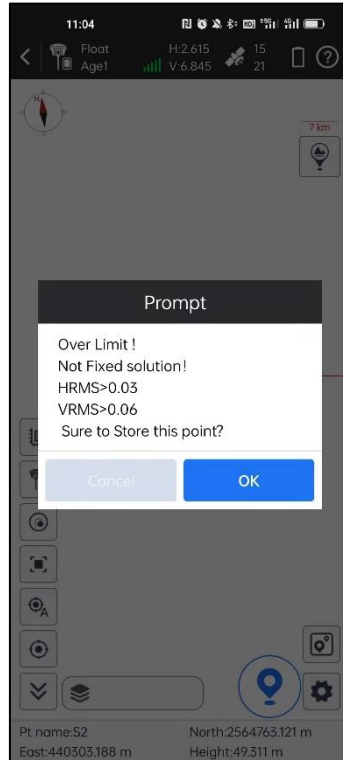 11:04
Float
H:2.615
15
Age1
V:6.845
21
N
7 km
Prompt
Over Limit !
Not Fixed solution!
HRMS>0.03
VRMS>0.06
Sure to Store this point?
Cancel
OK
A
Pt name:S2
North:2564763.121 m
East:440303.188 m
Height:49.311 m